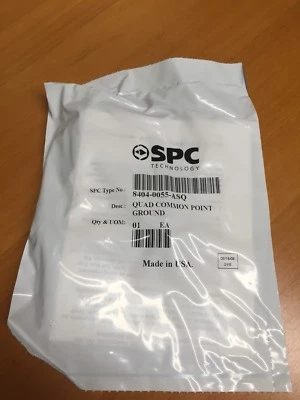 SPC
TECHNOLOGY
SPC Type No:
8404-0055-ASQ
Desc: QUAD COMMON POINT
GROUND
Qty & UOM: 01 EA
Made in USA.